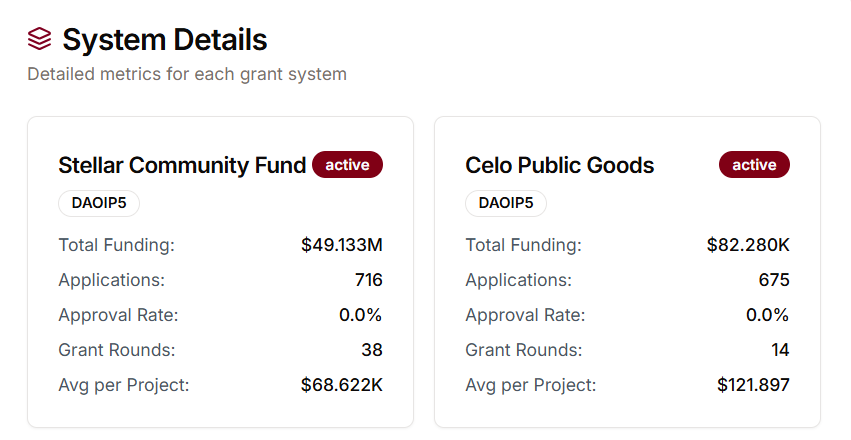 System Details
Detailed metrics for each grant system
Stellar Community Fund active
DAOIP5
Total Funding: $49.133M
Applications: 716
Approval Rate: 0.0%
Grant Rounds: 38
Avg per Project: $68.622K
Celo Public Goods active
DAOIP5
Total Funding: $82.280K
Applications: 675
Approval Rate: 0.0%
Grant Rounds: 14
Avg per Project: $121.897